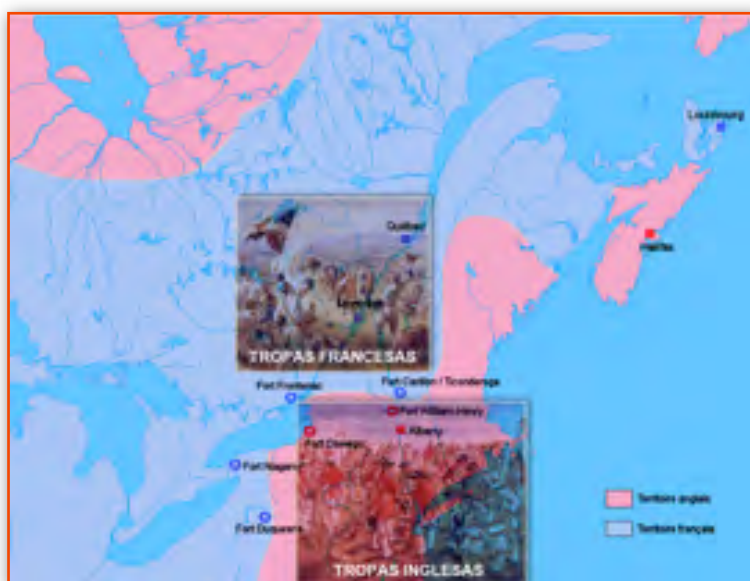 Louisbourg
Québec
Halifax
TROPAS FRANCESAS
Fort Frontenac
Fort Carillon / Ticonderoga
Fort William-Henry
Albany
Fort Oswego
Fort Niagara
Fort Duquesne
Territoire anglais
Territoire français
TROPAS INGLESAS